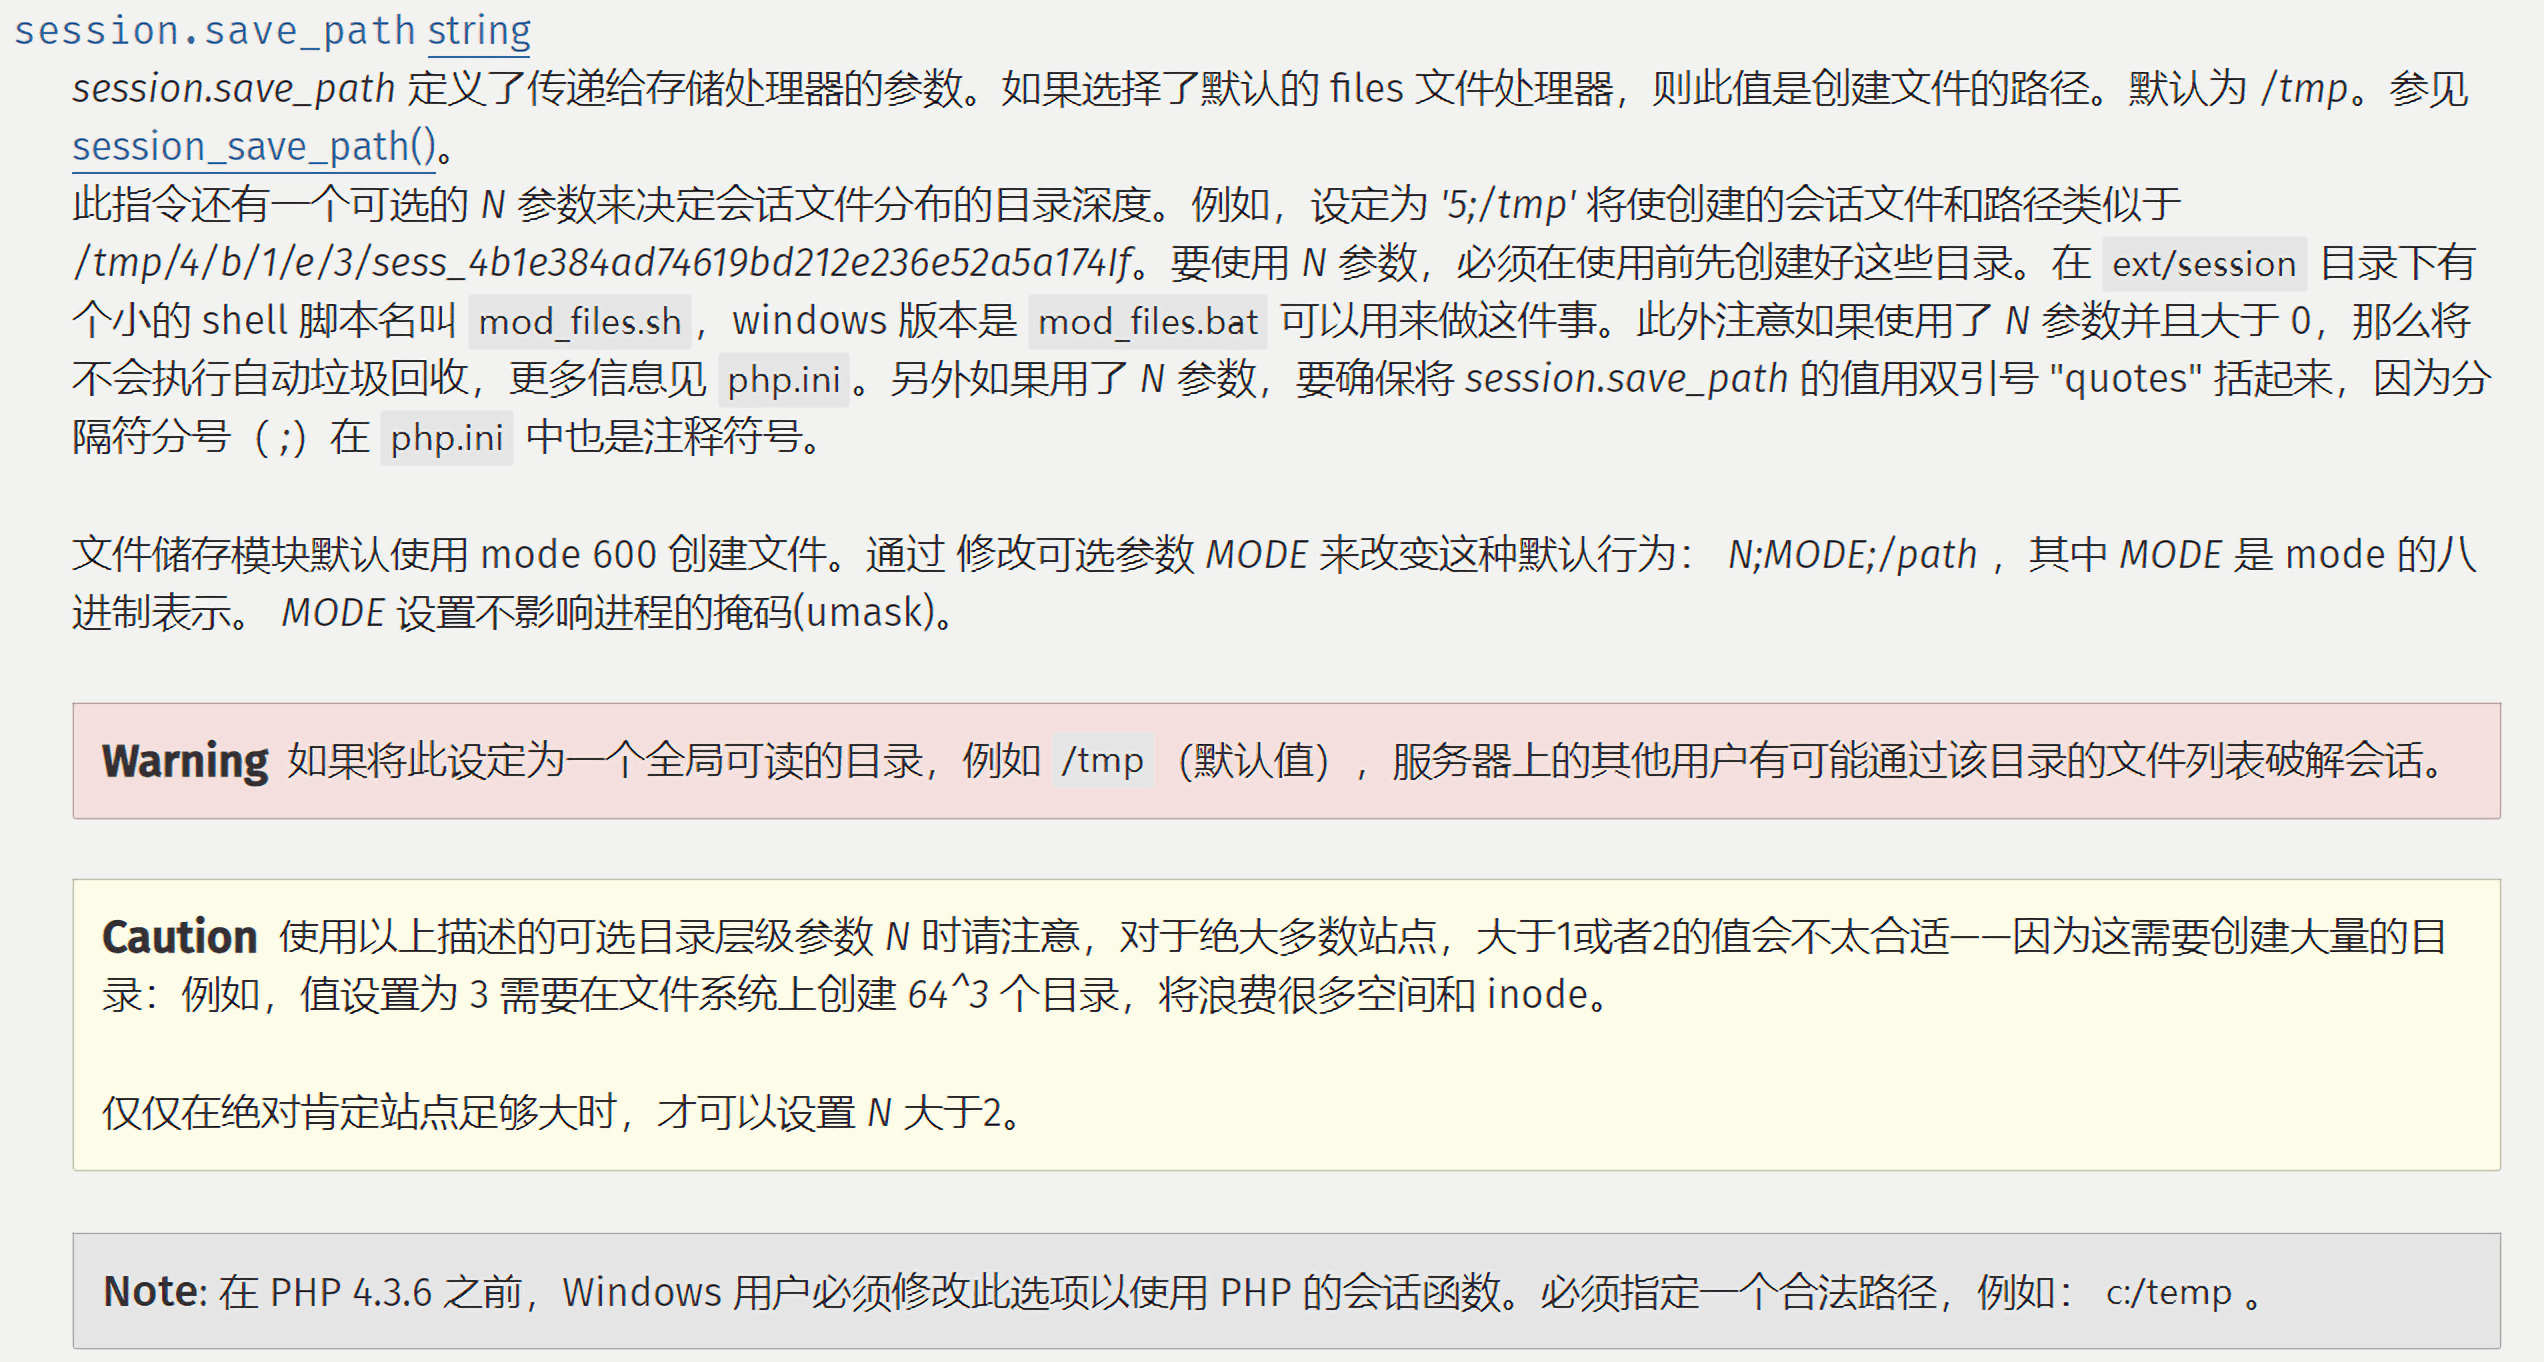 session.save_path string
session.save_path 定义了传递给存储处理器的参数。如果选择了默认的 files 文件处理器，则此值是创建文件的路径。默认为 /tmp。参见
session_save_path()。
此指令还有一个可选的 N 参数来决定会话文件分布的目录深度。例如，设定为 '5;/tmp' 将使创建的会话文件和路径类似于
/tmp/4/b/1/e/3/sess_4b1e384ad74619bd212e236e52a5a174If。要使用 N 参数，必须在使用前先创建好这些目录。在 ext/session 目录下有
个小的 shell 脚本名叫 mod_files.sh，windows 版本是 mod_files.bat 可以用来做这件事。此外注意如果使用了 N 参数并且大于 0，那么将
不会执行自动垃圾回收，更多信息见 php.ini。另外如果用了 N 参数，要确保将 session.save_path 的值用双引号 "quotes" 括起来，因为分
隔符分号（ ;）在 php.ini 中也是注释符号。
文件储存模块默认使用 mode 600 创建文件。通过 修改可选参数 MODE 来改变这种默认行为： N;MODE;/path ，其中 MODE 是 mode 的八
进制表示。 MODE 设置不影响进程的掩码(umask)。
Warning 如果将此设定为一个全局可读的目录，例如 /tmp（默认值），服务器上的其他用户有可能通过该目录的文件列表破解会话。
Caution 使用以上描述的可选目录层级参数 N 时请注意，对于绝大多数站点，大于1或者2的值会不太合适——因为这需要创建大量的目
录：例如，值设置为 3 需要在文件系统上创建 64^3 个目录，将浪费很多空间和 inode。
仅仅在绝对肯定站点足够大时，才可以设置 N 大于2。
Note: 在 PHP 4.3.6 之前，Windows 用户必须修改此选项以使用 PHP 的会话函数。必须指定一个合法路径，例如： c:/temp 。